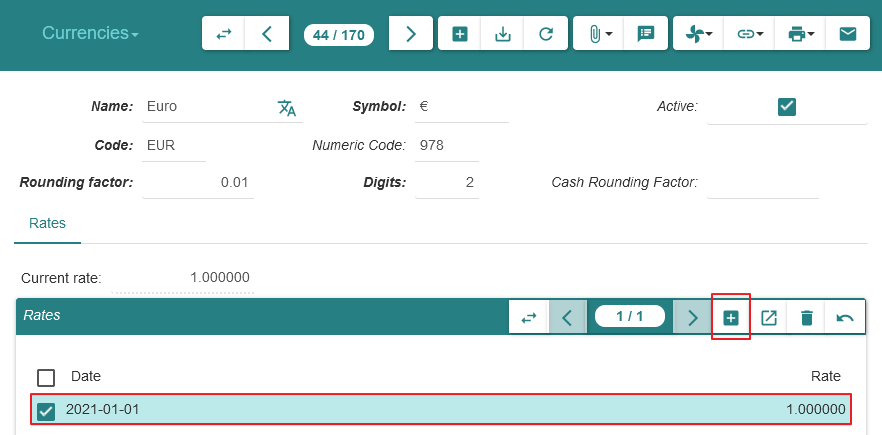 Currencies
44 / 170
Name: Euro Symbol: € Active:
Code: EUR Numeric Code: 978
Rounding factor: 0.01 Digits: 2 Cash Rounding Factor:
Rates
Current rate: 1.000000
Rates 1 / 1
Date Rate
2021-01-01 1.000000